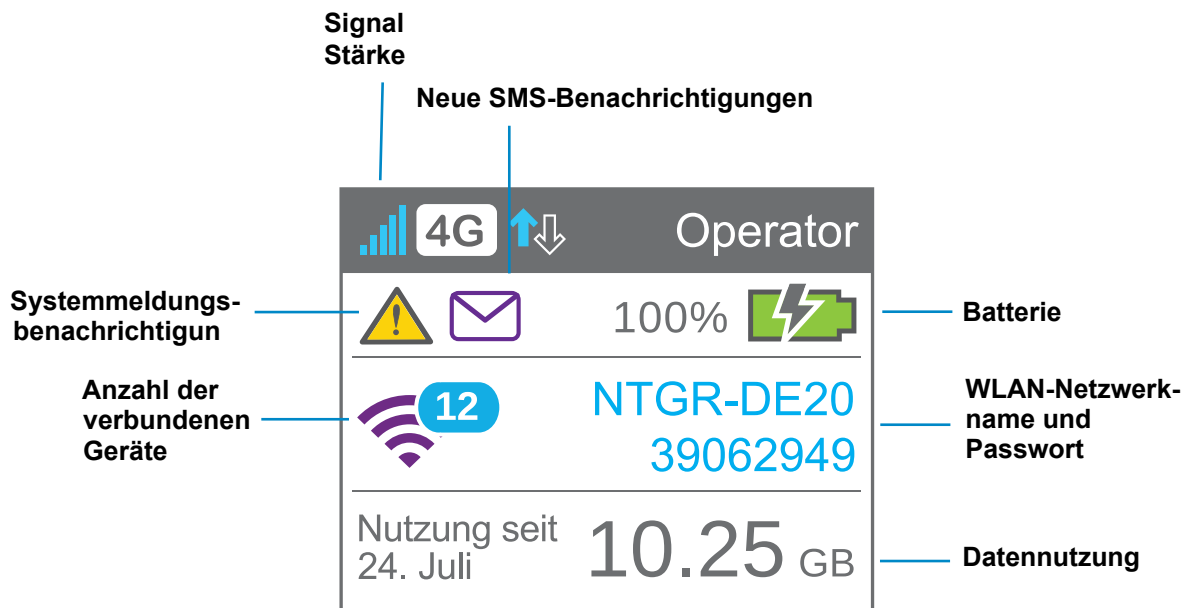 Signal
Stärke
Neue SMS-Benachrichtigungen
4G
Operator
Systemmeldungs-
benachrichtigun
100%
Batterie
Anzahl der
verbundenen
Geräte
12
NTGR-DE20
39062949
WLAN-Netzwerk-
name und
Passwort
Nutzung seit
24. Juli
10.25 GB
Datennutzung